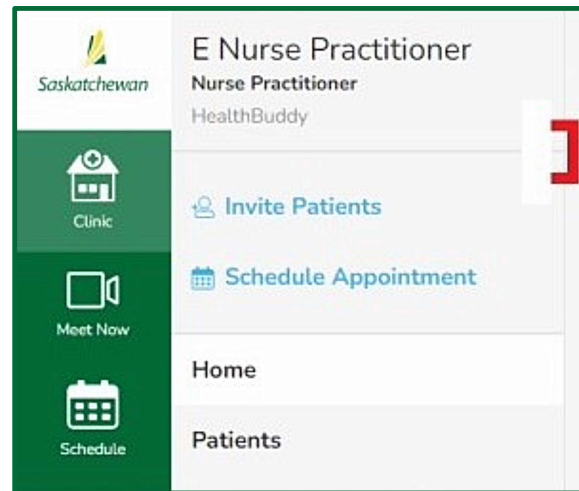 Saskatchewan
Clinic
Meet Now
Schedule
E Nurse Practitioner
Nurse Practitioner
HealthBuddy
Invite Patients
Schedule Appointment
Home
Patients